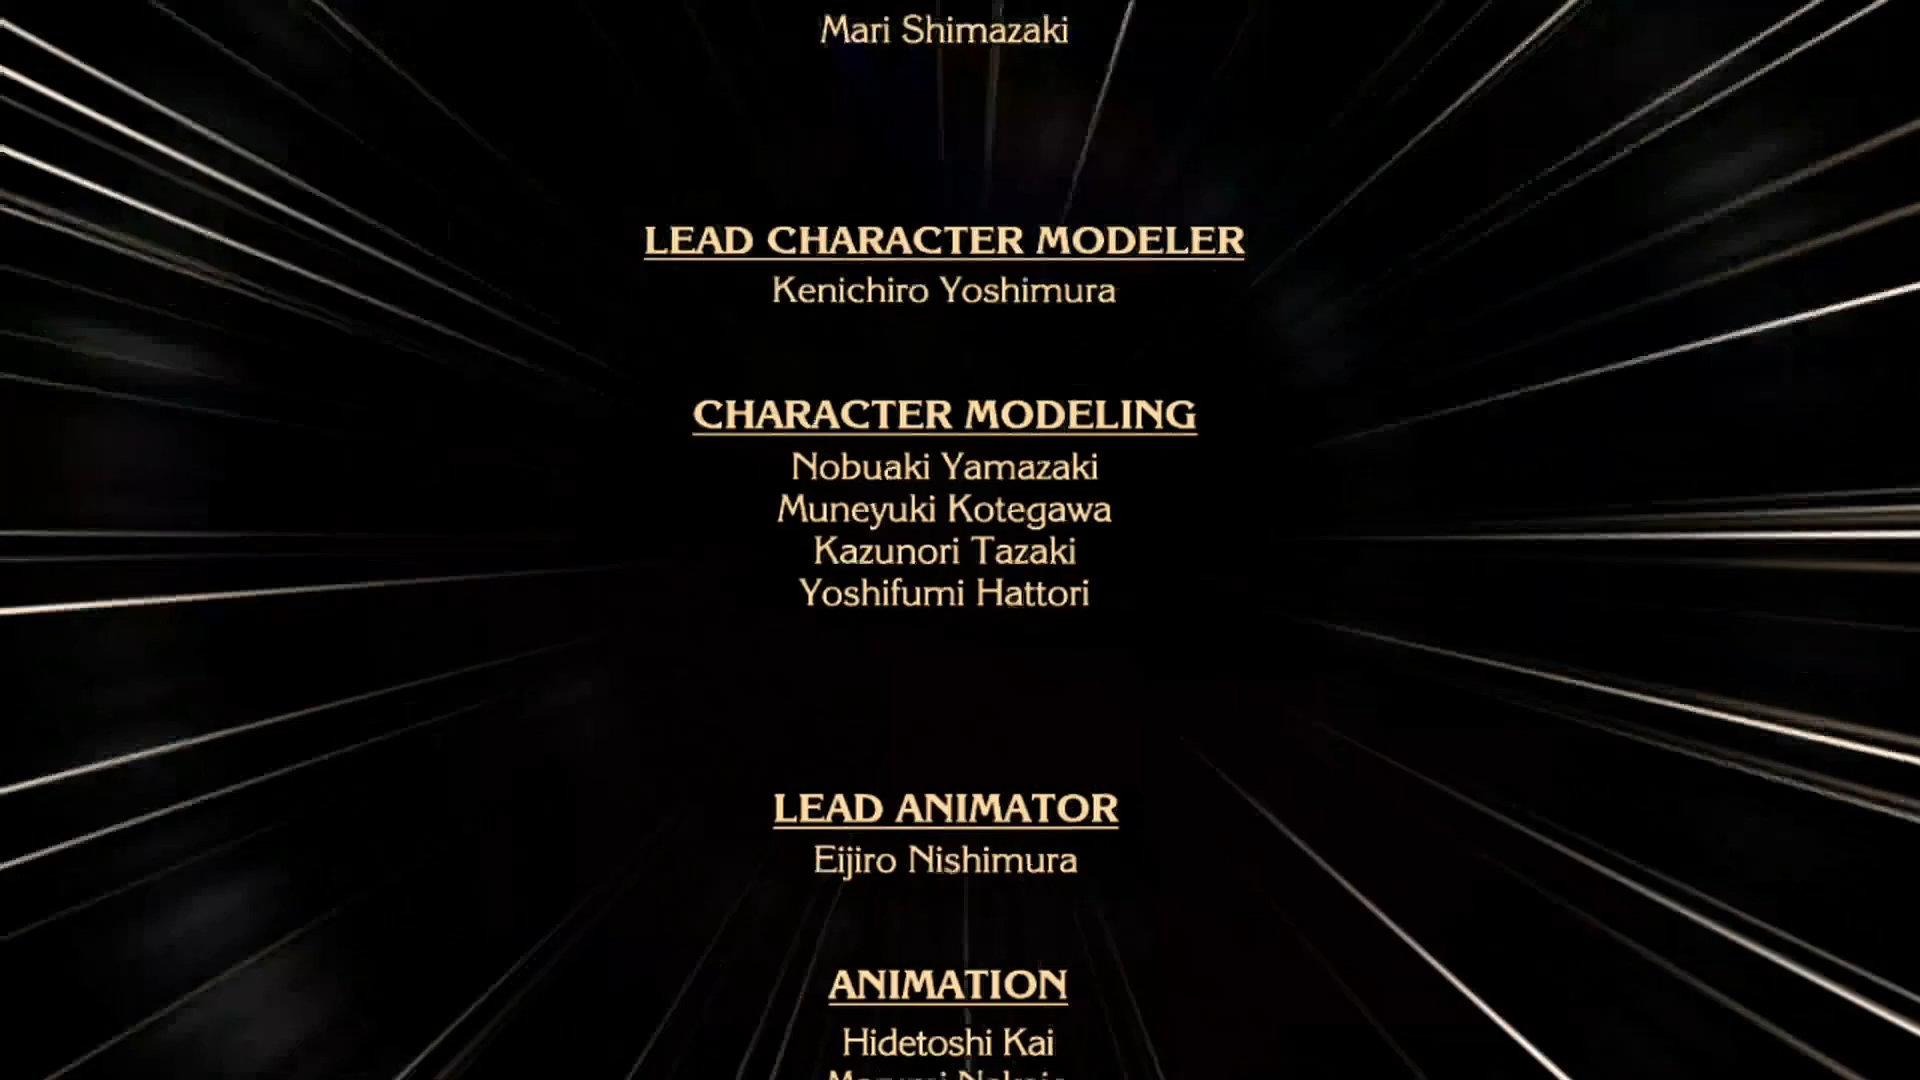 Mari Shimazaki
LEAD CHARACTER MODELER
Kenichiro Yoshimura
CHARACTER MODELING
Nobuaki Yamazaki
Muneyuki Kotegawa
Kazunori Tazaki
Yoshifumi Hattori
LEAD ANIMATOR
Eijiro Nishimura
ANIMATION
Hidetoshi Kai